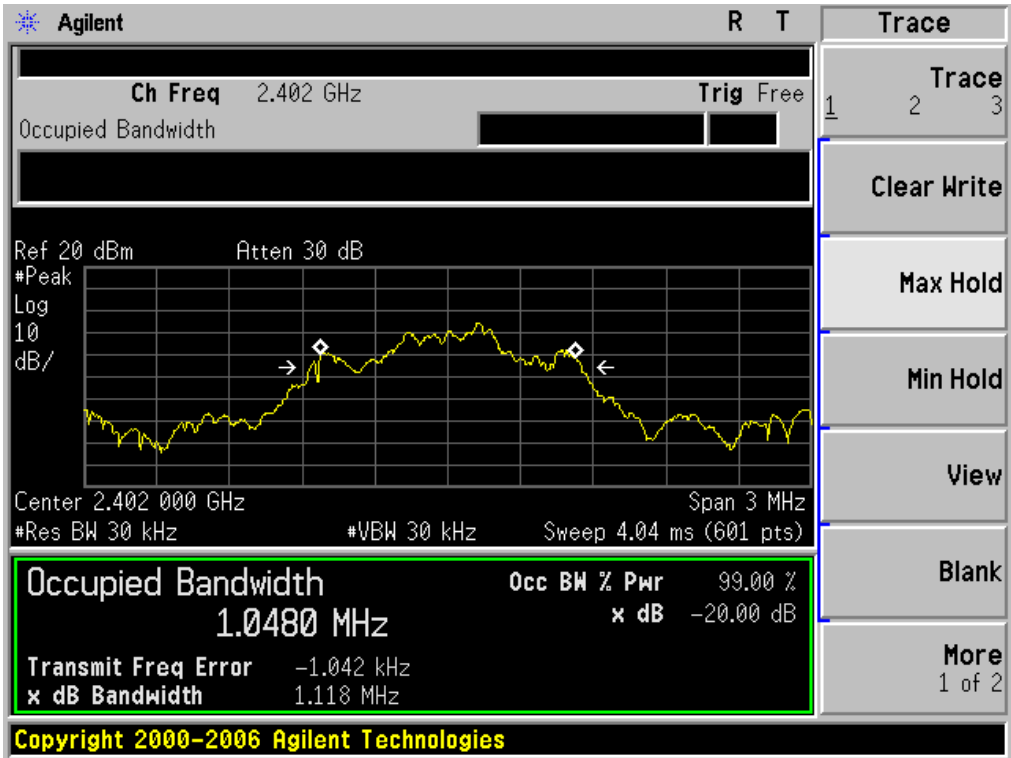 Agilent R T Trace
Ch Freq 2.402 GHz Trig Free
Occupied Bandwidth
Trace
1 2 3
Clear Write
Max Hold
Min Hold
View
Blank
More
1 of 2
Ref 20 dBm Atten 30 dB
#Peak
Log
10
dB/
Center 2.402 000 GHz Span 3 MHz
#Res BW 30 kHz #VBW 30 kHz Sweep 4.04 ms (601 pts)
Occupied Bandwidth Occ BW % Pwr 99.00 %
1.0480 MHz x dB -20.00 dB
Transmit Freq Error -1.042 kHz
x dB Bandwidth 1.118 MHz
Copyright 2000-2006 Agilent Technologies